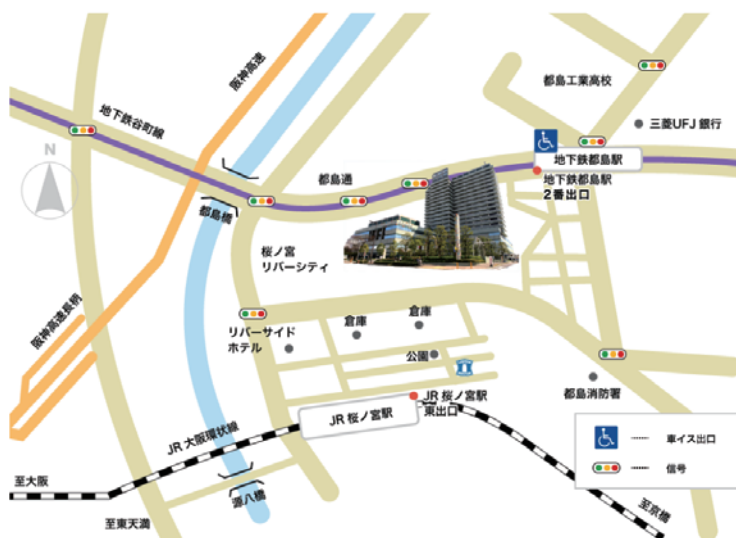 阪神高速
都島工業高校
地下鉄谷町線
三菱UFJ銀行
N
地下鉄都島駅
都島通
地下鉄都島駅
2番出口
都島橋
桜ノ宮
リバーシティ
阪神高速長柄
倉庫
倉庫
リバーサイド
ホテル
公園
都島消防署
JR 桜ノ宮駅
東出口
JR 桜ノ宮駅
JR 大阪環状線
車イス出口
信号
至大阪
源八橋
至京橋
至東天満